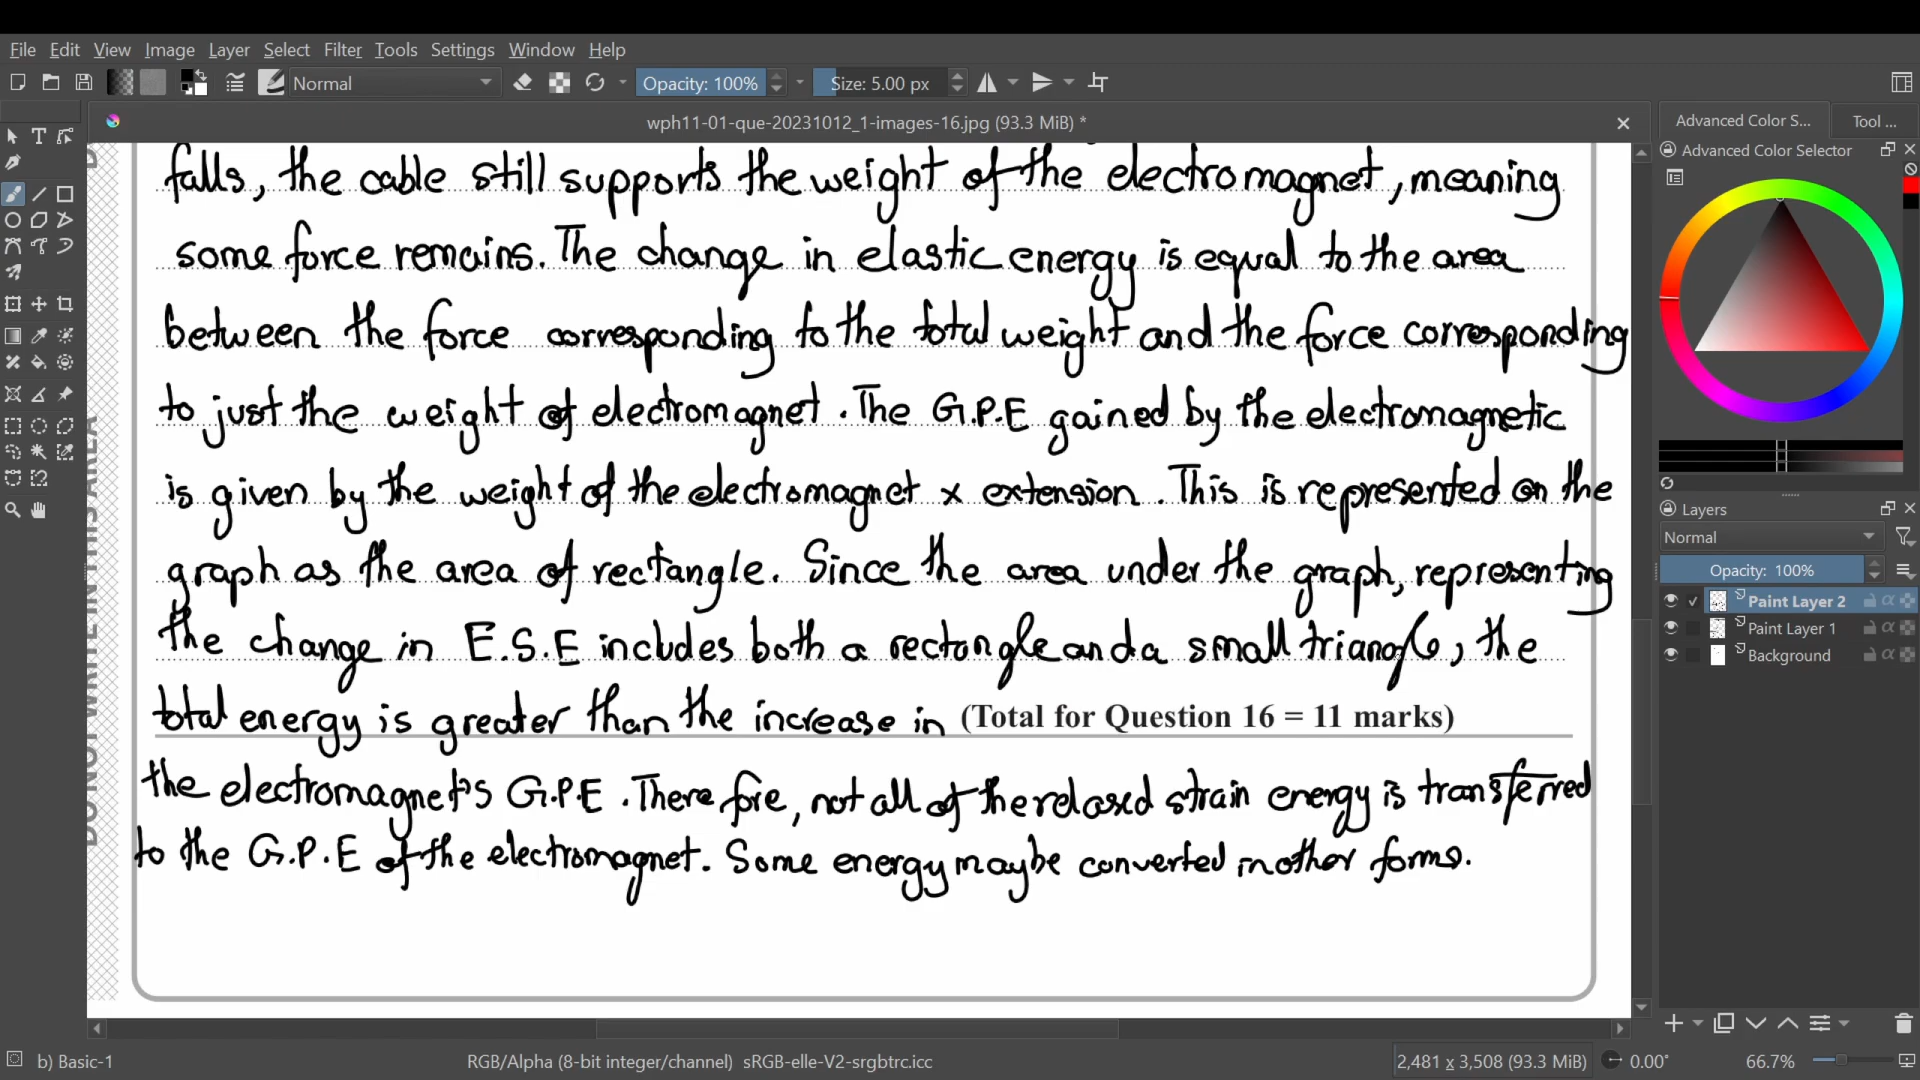 File Edit View Image Layer Select Filter Tools Settings Window Help
Normal Opacity: 100% Size: 5.00 px
wph11-01-que-20231012_1-images-16.jpg (93.3 MiB) *
Advanced Color S... Tool ...
Advanced Color Selector
falls, the cable still supports the weight of the electromagnet, meaning
some force remains. The change in elastic energy is equal to the area
between the force corresponding to the total weight and the force corresponding
to just the weight of electromagnet. The G.P.E gained by the electromagnetic
is given by the weight of the electromagnet x extension. This is represented on the
graph as the area of rectangle. Since the area under the graph, representing
the change in E.S.E includes both a rectangle and a small triangle, the
total energy is greater than the increase in (Total for Question 16 = 11 marks)
the electromagnet's G.P.E. Therefore, not all of the relased strain energy is transferred
to the G.P.E of the electromagnet. Some energy maybe converted in other forms.
DO NOT WRITE IN THIS AREA
Layers
Normal
Opacity: 100%
Paint Layer 2
Paint Layer 1
Background
b) Basic-1 RGB/Alpha (8-bit integer/channel) sRGB-elle-V2-srgbtrc.icc 2,481 x 3,508 (93.3 MiB) 0.00° 66.7%